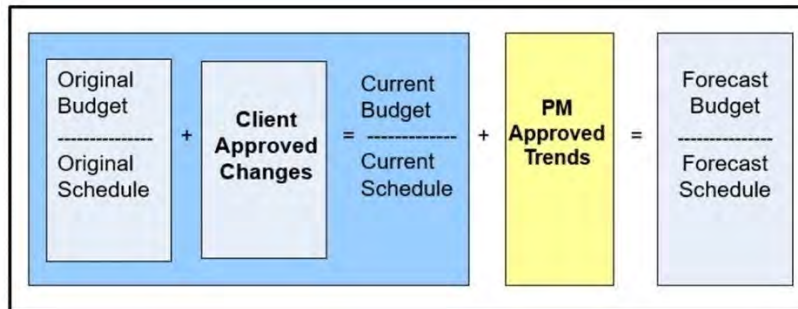 Original
Budget
--------------
Original
Schedule
+
Client
Approved
Changes
=
Current
Budget
-------------
Current
Schedule
+
PM
Approved
Trends
=
Forecast
Budget
--------------
Forecast
Schedule